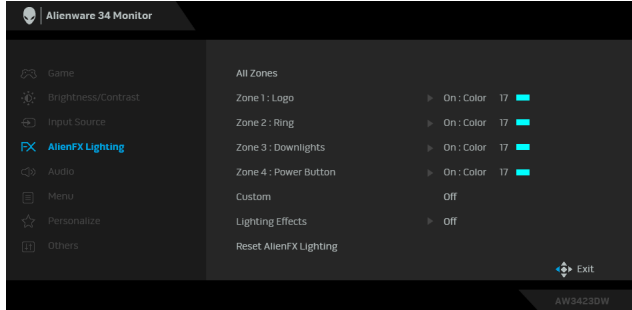 Alienware 34 Monitor
Game
Brightness/Contrast
Input Source
FX AlienFX Lighting
Audio
Menu
Personalize
Others
All Zones
Zone 1 : Logo On : Color 17
Zone 2 : Ring On : Color 17
Zone 3 : Downlights On : Color 17
Zone 4 : Power Button On : Color 17
Custom Off
Lighting Effects Off
Reset AlienFX Lighting
Exit
AW3423DW